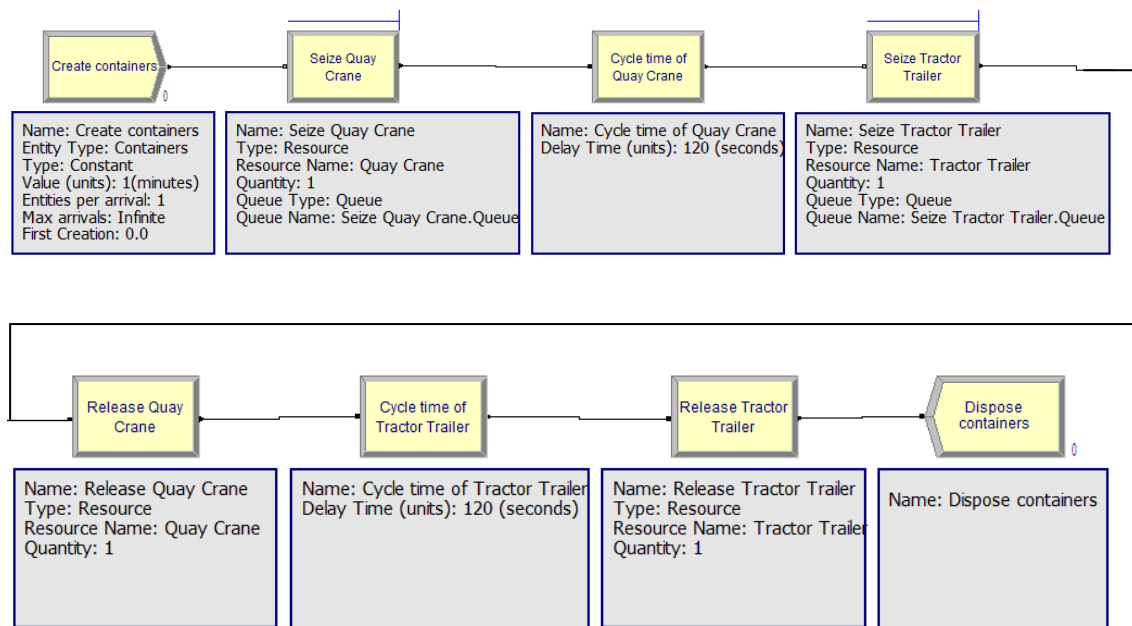 Create containers
0
Seize Quay
Crane
Cycle time of
Quay Crane
Seize Tractor
Trailer
Name: Create containers
Entity Type: Containers
Type: Constant
Value (units): 1(minutes)
Entities per arrival: 1
Max arrivals: Infinite
First Creation: 0.0
Name: Seize Quay Crane
Type: Resource
Resource Name: Quay Crane
Quantity: 1
Queue Type: Queue
Queue Name: Seize Quay Crane.Queue
Name: Cycle time of Quay Crane
Delay Time (units): 120 (seconds)
Name: Seize Tractor Trailer
Type: Resource
Resource Name: Tractor Trailer
Quantity: 1
Queue Type: Queue
Queue Name: Seize Tractor Trailer.Queue
Release Quay
Crane
Cycle time of
Tractor Trailer
Release Tractor
Trailer
Dispose
containers
0
Name: Release Quay Crane
Type: Resource
Resource Name: Quay Crane
Quantity: 1
Name: Cycle time of Tractor Trailer
Delay Time (units): 120 (seconds)
Name: Release Tractor Trailer
Type: Resource
Resource Name: Tractor Trailer
Quantity: 1
Name: Dispose containers